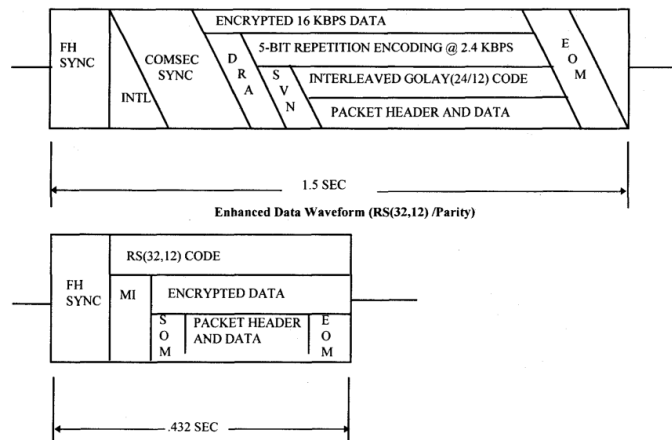 ENCRYPTED 16 KBPS DATA
FH
SYNC
INTL
COMSEC
SYNC
D
R
A
5-BIT REPETITION ENCODING @ 2.4 KBPS
S
V
N
INTERLEAVED GOLAY(24/12) CODE
PACKET HEADER AND DATA
E
O
M
1.5 SEC
Enhanced Data Waveform (RS(32,12) /Parity)
RS(32,12) CODE
FH
SYNC
MI
ENCRYPTED DATA
S
O
M
PACKET HEADER
AND DATA
E
O
M
.432 SEC